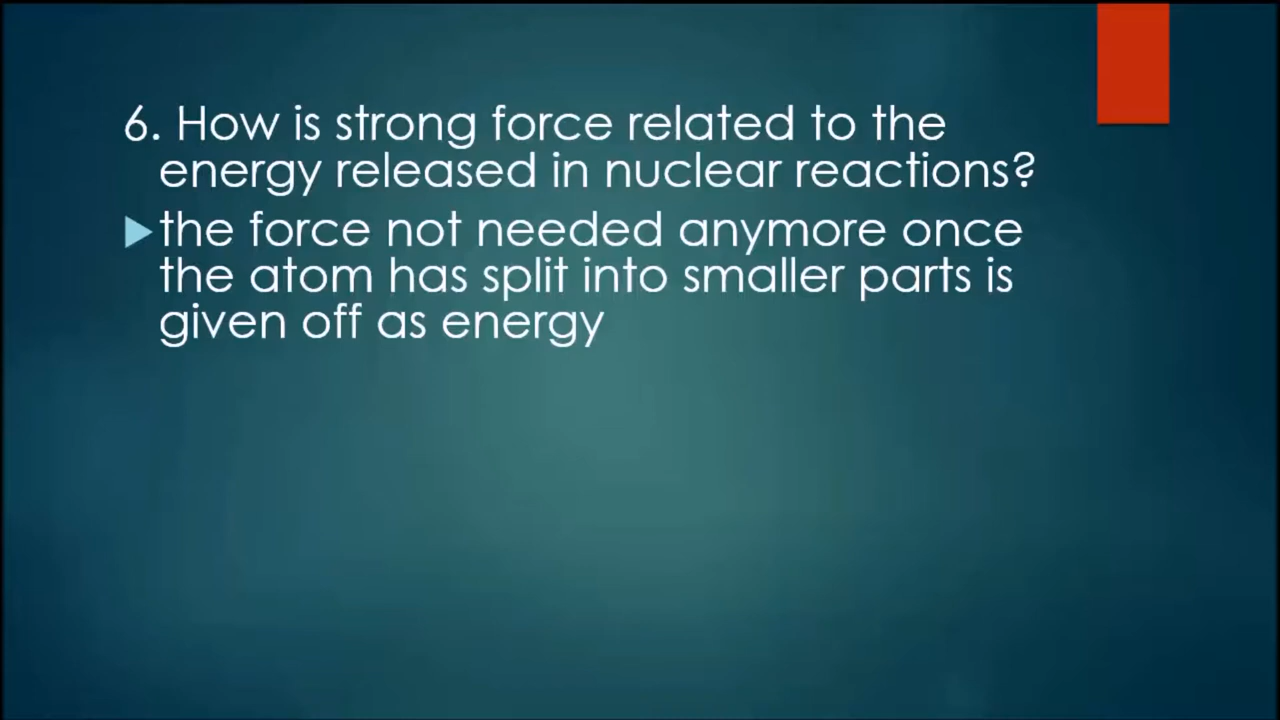 6. How is strong force related to the
energy released in nuclear reactions?
the force not needed anymore once
the atom has split into smaller parts is
given off as energy